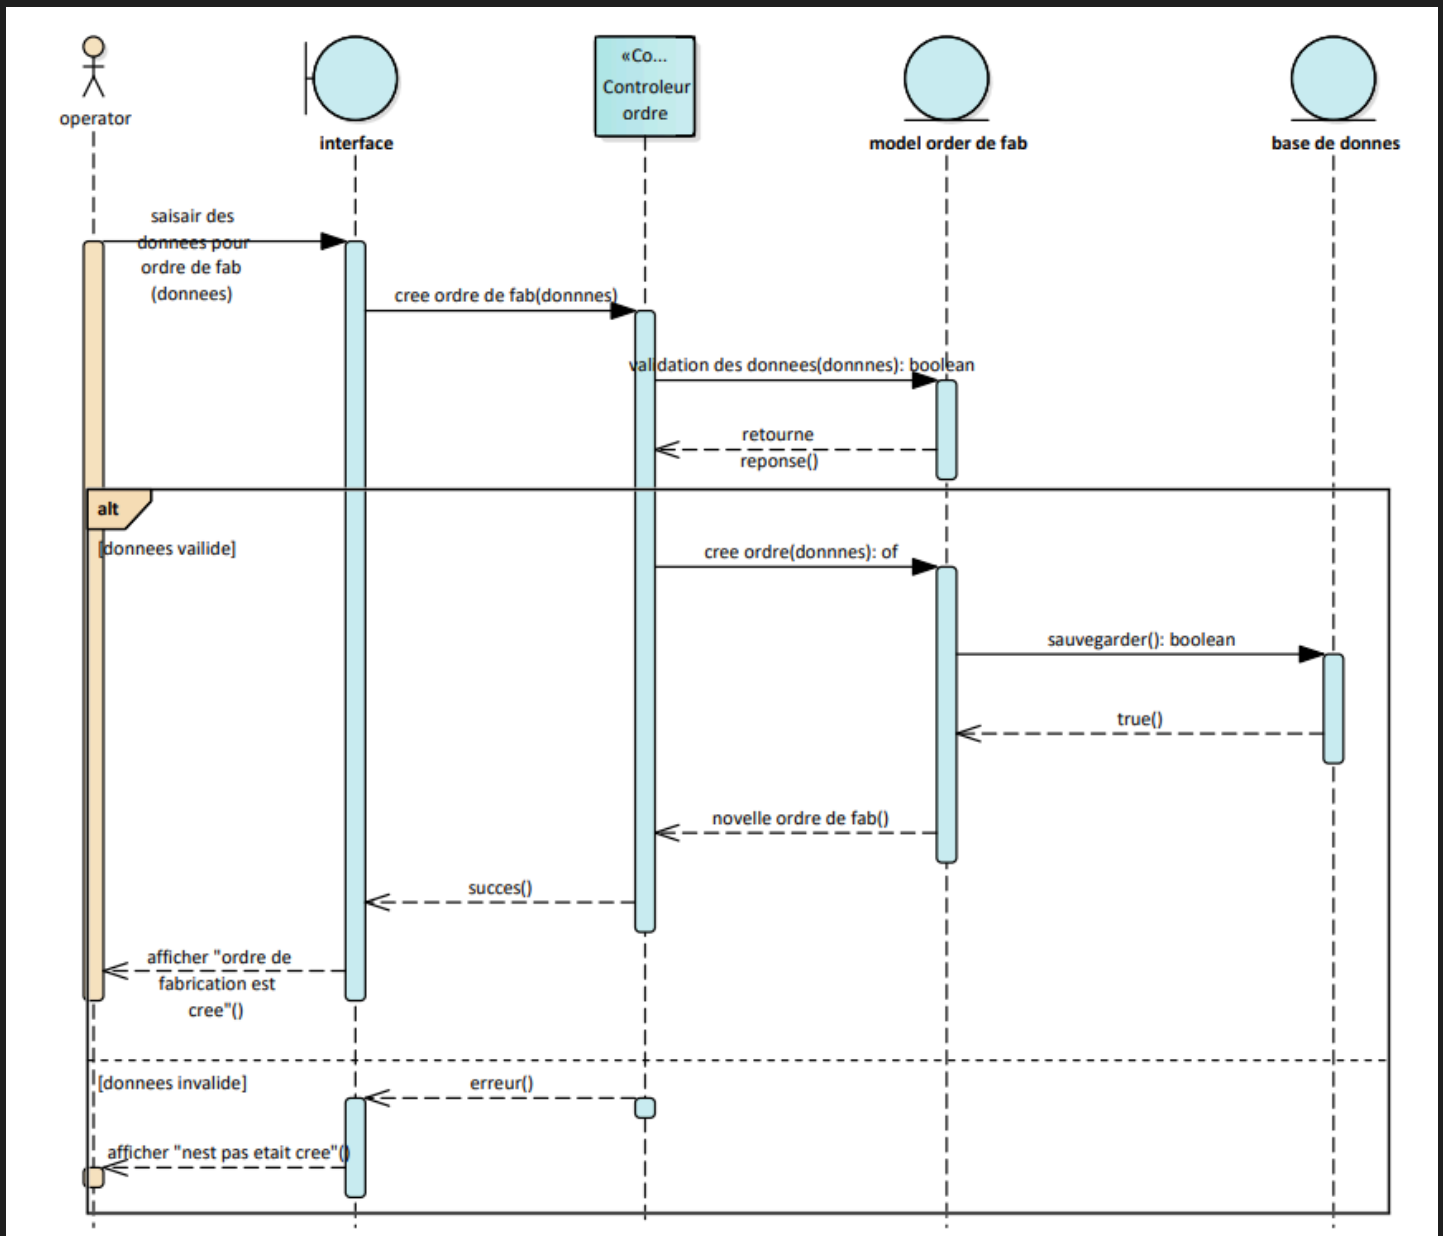 operator
interface
«Co...
Controleur
ordre
model order de fab
base de donnes
saisair des
donnees pour
ordre de fab
(donnees)
cree ordre de fab(donnnes)
validation des donnees(donnnes): boolean
retourne
reponse()
alt
[donnees vailide]
cree ordre(donnnes): of
sauvegarder(): boolean
true()
novelle ordre de fab()
succes()
afficher "ordre de
fabrication est
cree"()
[donnees invalide]
erreur()
afficher "nest pas etait cree"()